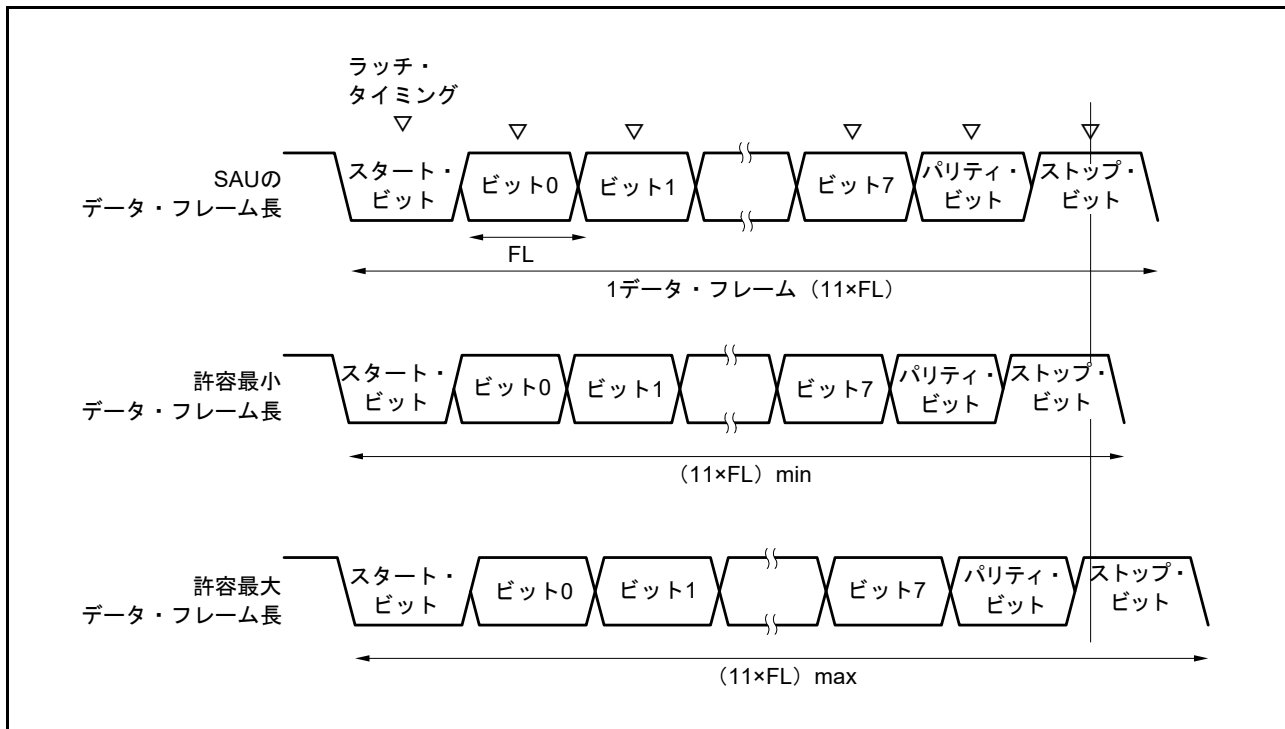 ラッチ・
タイミング
▽ ▽ ▽ ▽ ▽ ▽
SAUの
データ・フレーム長
スタート・
ビット
ビット0
ビット1
ビット7
パリティ・
ビット
ストップ・
ビット
FL
1データ・フレーム（11×FL）
許容最小
データ・フレーム長
スタート・
ビット
ビット0
ビット1
ビット7
パリティ・
ビット
ストップ・
ビット
（11×FL）min
許容最大
データ・フレーム長
スタート・
ビット
ビット0
ビット1
ビット7
パリティ・
ビット
ストップ・
ビット
（11×FL）max